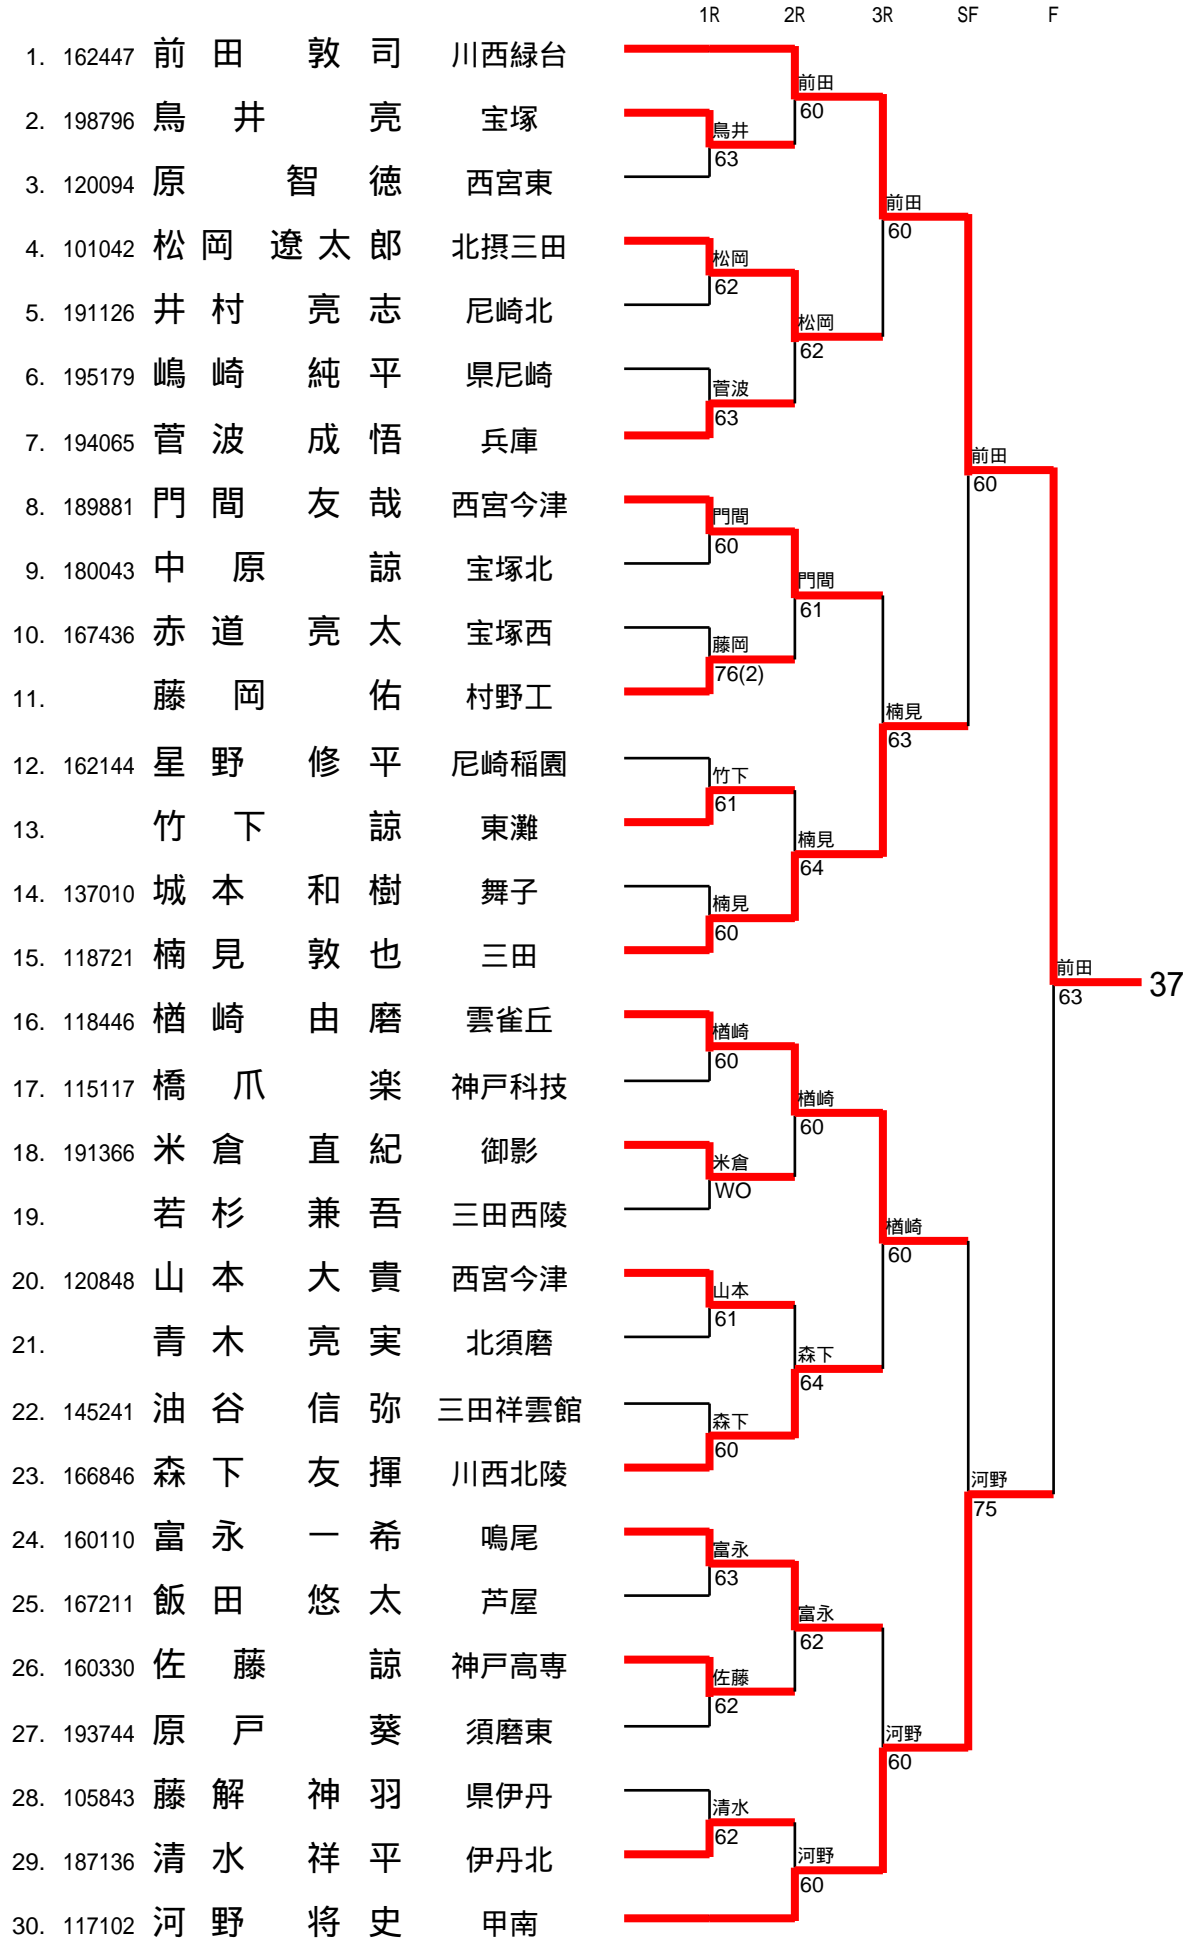 1R 2R 3R SF F
1. 162447 前田 敦司 川西緑台
前田
60
2. 198796 鳥井 亮 宝塚
鳥井
63
3. 120094 原 智徳 西宮東
前田
60
4. 101042 松岡 遼太郎 北摂三田
松岡
62
5. 191126 井村 亮志 尼崎北
松岡
62
6. 195179 嶋崎 純平 県尼崎
菅波
63
7. 194065 菅波 成悟 兵庫
前田
60
8. 189881 門間 友哉 西宮今津
門間
60
9. 180043 中原 諒 宝塚北
門間
61
10. 167436 赤道 亮太 宝塚西
藤岡
76(2)
11. 藤岡 佑 村野工
楠見
63
12. 162144 星野 修平 尼崎稲園
竹下
61
13. 竹下 諒 東灘
楠見
64
14. 137010 城本 和樹 舞子
楠見
60
15. 118721 楠見 敦也 三田
前田
63
37
16. 118446 楢崎 由磨 雲雀丘
楢崎
60
17. 115117 橋爪 楽 神戸科技
楢崎
60
18. 191366 米倉 直紀 御影
米倉
WO
19. 若杉 兼吾 三田西陵
楢崎
60
20. 120848 山本 大貴 西宮今津
山本
61
21. 青木 亮実 北須磨
森下
64
22. 145241 油谷 信弥 三田祥雲館
森下
60
23. 166846 森下 友揮 川西北陵
河野
75
24. 160110 富永 一希 鳴尾
富永
63
25. 167211 飯田 悠太 芦屋
富永
62
26. 160330 佐藤 諒 神戸高専
佐藤
62
27. 193744 原戸 葵 須磨東
河野
60
28. 105843 藤解 神羽 県伊丹
清水
62
29. 187136 清水 祥平 伊丹北
河野
60
30. 117102 河野 将史 甲南